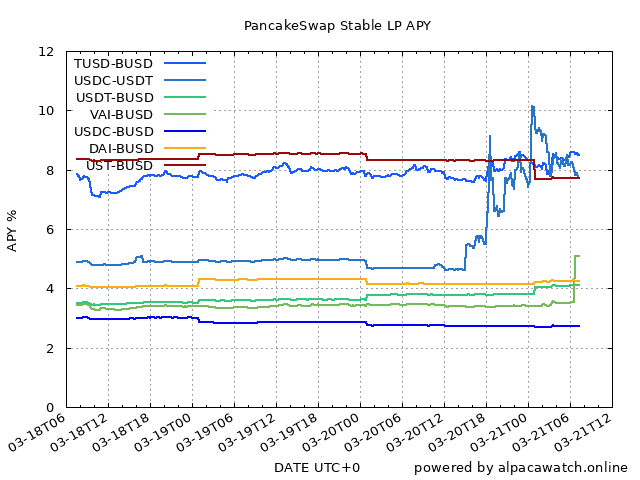 PancakeSwap Stable LP APY
12
10
8
6
4
2
0
APY %
TUSD-BUSD
USDC-USDT
USDT-BUSD
VAI-BUSD
USDC-BUSD
DAI-BUSD
UST-BUSD
03-18T06
03-18T12
03-18T18
03-19T00
03-19T06
03-19T12
03-19T18
03-20T00
03-20T06
03-20T12
03-20T18
03-21T00
03-21T06
03-21T12
DATE UTC+0
powered by alpacawatch.online